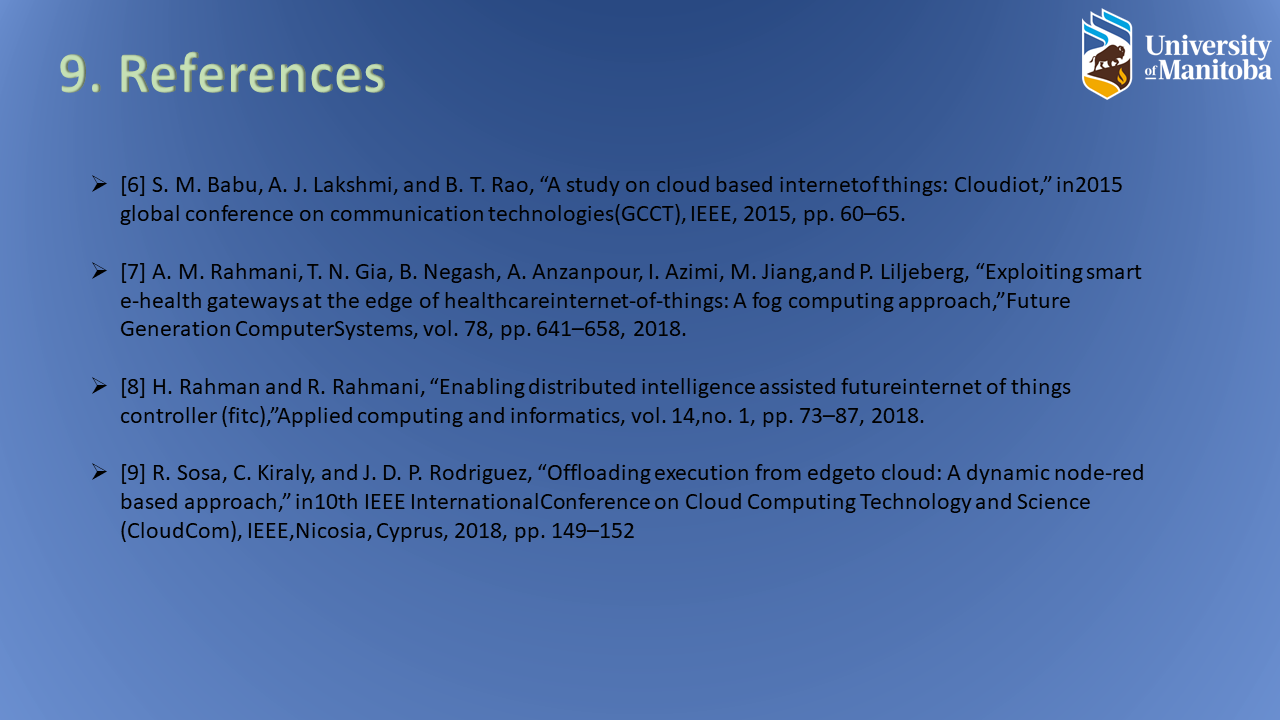 9. References
University
of Manitoba
[6] S. M. Babu, A. J. Lakshmi, and B. T. Rao, “A study on cloud based internetofthings: Cloudiot,” in2015
global conference on communication technologies(GCCT), IEEE, 2015, pp. 60–65.
[7] A. M. Rahmani, T. N. Gia, B. Negash, A. Anzanpour, I. Azimi, M. Jiang,and P. Liljeberg, “Exploiting smart
e-health gateways at the edge of healthcareinternet-of-things: A fog computing approach,”Future
Generation ComputerSystems, vol. 78, pp. 641–658, 2018.
[8] H. Rahman and R. Rahmani, “Enabling distributed intelligence assisted futureinternet of things
controller (fitc),”Applied computing and informatics, vol. 14,no. 1, pp. 73–87, 2018.
[9] R. Sosa, C. Kiraly, and J. D. P. Rodriguez, “Offloading execution from edgeto cloud: A dynamic node-red
based approach,” in10th IEEE InternationalConference on Cloud Computing Technology and Science
(CloudCom), IEEE,Nicosia, Cyprus, 2018, pp. 149–152